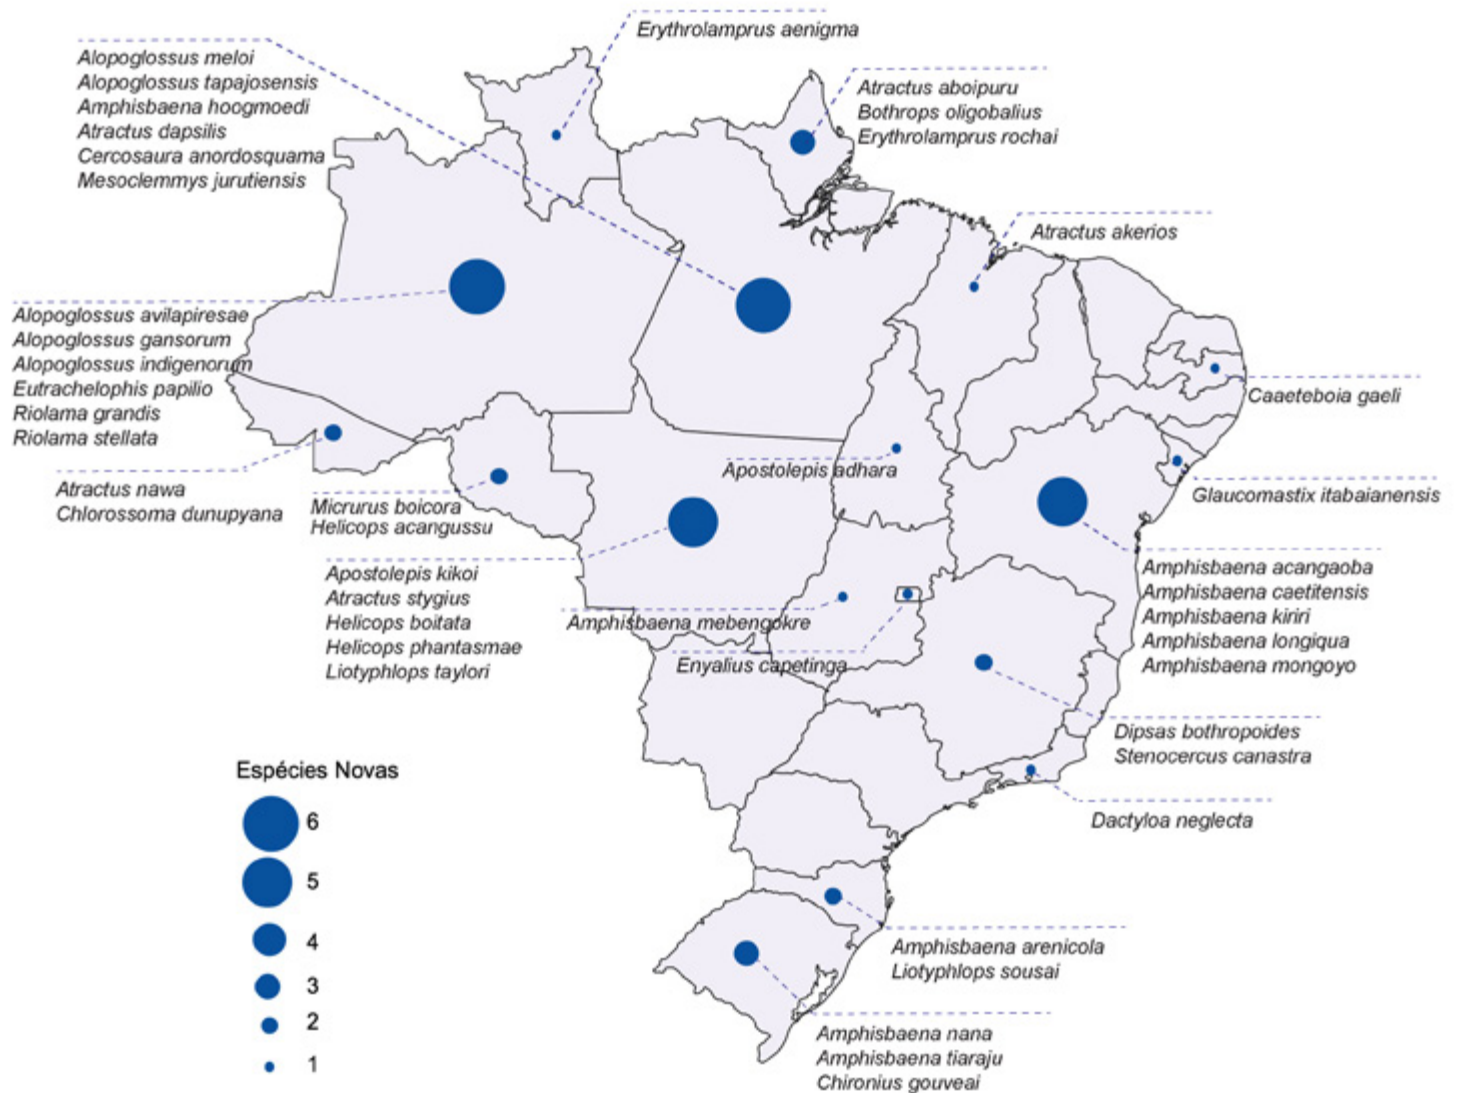 Erythrolamprus aenigma
Alopoglossus meloi
Alopoglossus tapajosensis
Amphisbaena hoogmoedi
Atractus dapsilis
Cercosaura anordosquama
Mesoclemmys jurutiensis
Atractus aboipuru
Bothrops oligobalius
Erythrolamprus rochai
Atractus akerios
Alopoglossus avilapiresae
Alopoglossus gansorum
Alopoglossus indigenorum
Eutrachelophis papilio
Riolama grandis
Riolama stellata
Caaeteboia gaeli
Apostolepis adhara
Glaucomastix itabaianensis
Atractus nawa
Chlorossoma dunupyana
Micrurus boicora
Helicops acangussu
Apostolepis kikoi
Atractus stygius
Helicops boitata
Helicops phantasmae
Liotyphlops taylori
Amphisbaena mebengokre
Enyalius capetinga
Amphisbaena acangaoba
Amphisbaena caetitensis
Amphisbaena kiriri
Amphisbaena longiqua
Amphisbaena mongoyo
Dipsas bothropoides
Stenocercus canastra
Dactyloa neglecta
Espécies Novas
6
5
4
3
2
1
Amphisbaena arenicola
Liotyphlops sousai
Amphisbaena nana
Amphisbaena tiaraju
Chironius gouveai